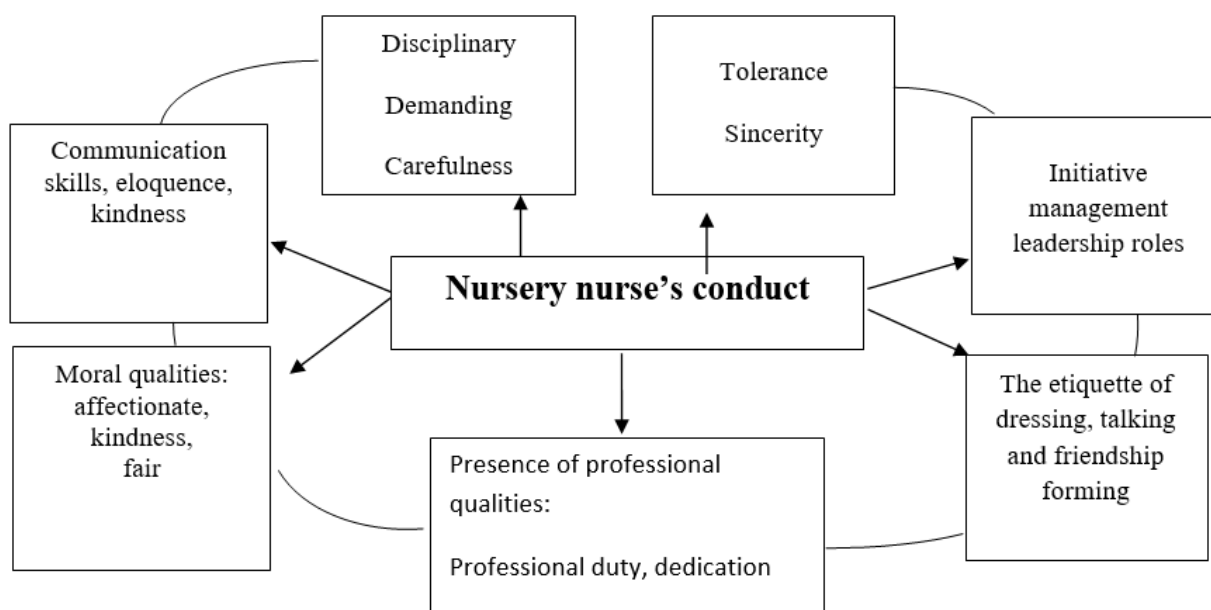 Disciplinary
Demanding
Carefulness
Tolerance
Sincerity
Communication
skills, eloquence,
kindness
Initiative
management
leadership roles
Nursery nurse’s conduct
Moral qualities:
affectionate,
kindness,
fair
The etiquette of
dressing, talking
and friendship
forming
Presence of professional
qualities:
Professional duty, dedication